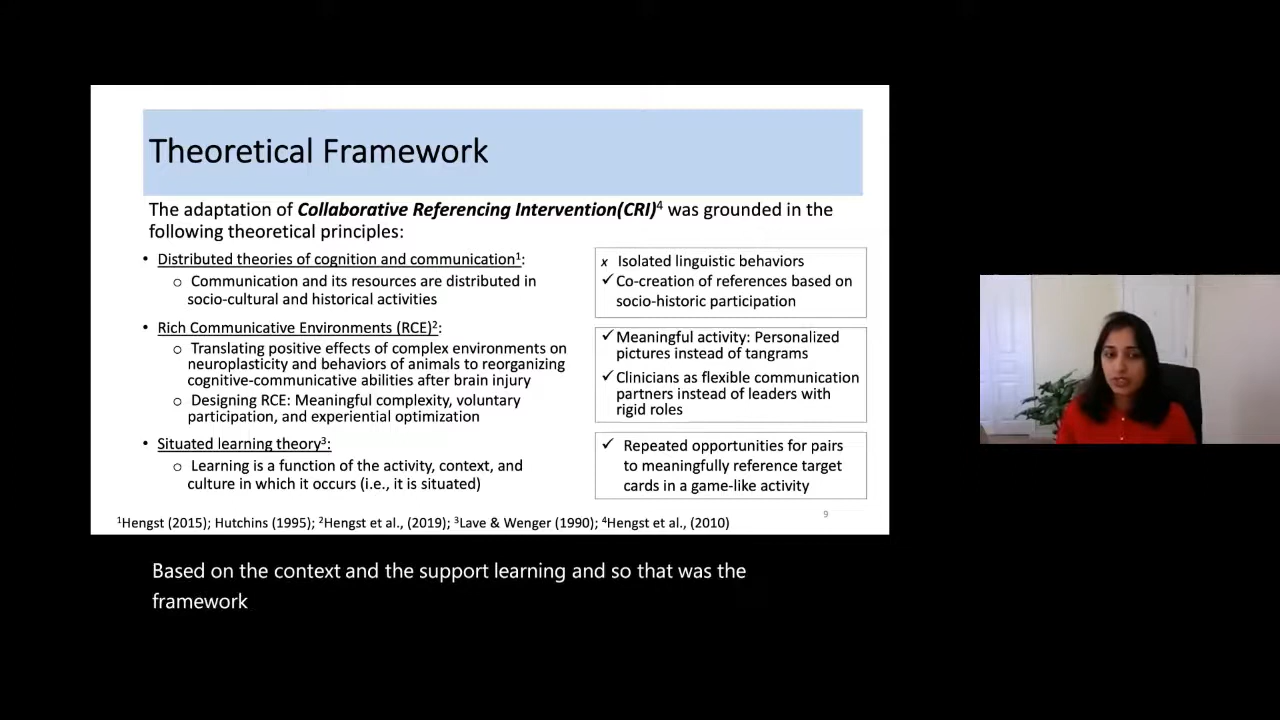 Theoretical Framework
The adaptation of Collaborative Referencing Intervention(CRI)4 was grounded in the
following theoretical principles:
• Distributed theories of cognition and communication1:
o Communication and its resources are distributed in
socio-cultural and historical activities
x Isolated linguistic behaviors
✓Co-creation of references based on
socio-historic participation
• Rich Communicative Environments (RCE)2:
o Translating positive effects of complex environments on
neuroplasticity and behaviors of animals to reorganizing
cognitive-communicative abilities after brain injury
o Designing RCE: Meaningful complexity, voluntary
participation, and experiential optimization
✓Meaningful activity: Personalized
pictures instead of tangrams
✓Clinicians as flexible communication
partners instead of leaders with
rigid roles
• Situated learning theory3:
o Learning is a function of the activity, context, and
culture in which it occurs (i.e., it is situated)
✓ Repeated opportunities for pairs
to meaningfully reference target
cards in a game-like activity
9
1Hengst (2015); Hutchins (1995); 2Hengst et al., (2019); 3Lave & Wenger (1990); 4Hengst et al., (2010)
Based on the context and the support learning and so that was the
framework